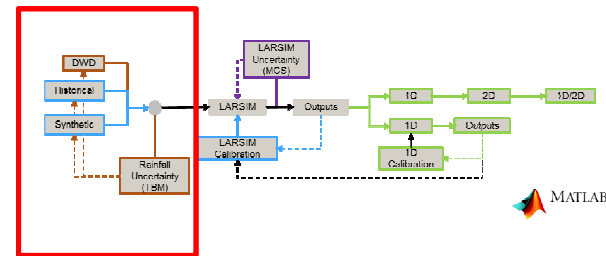 DWD
Historical
Synthetic
Rainfall
Uncertainty
(TBM)
LARSIM
Uncertainty
(MCS)
LARSIM
Outputs
LARSIM
Calibration
1D
2D
1D/2D
1D
Outputs
1D
Calibration
MATLAB